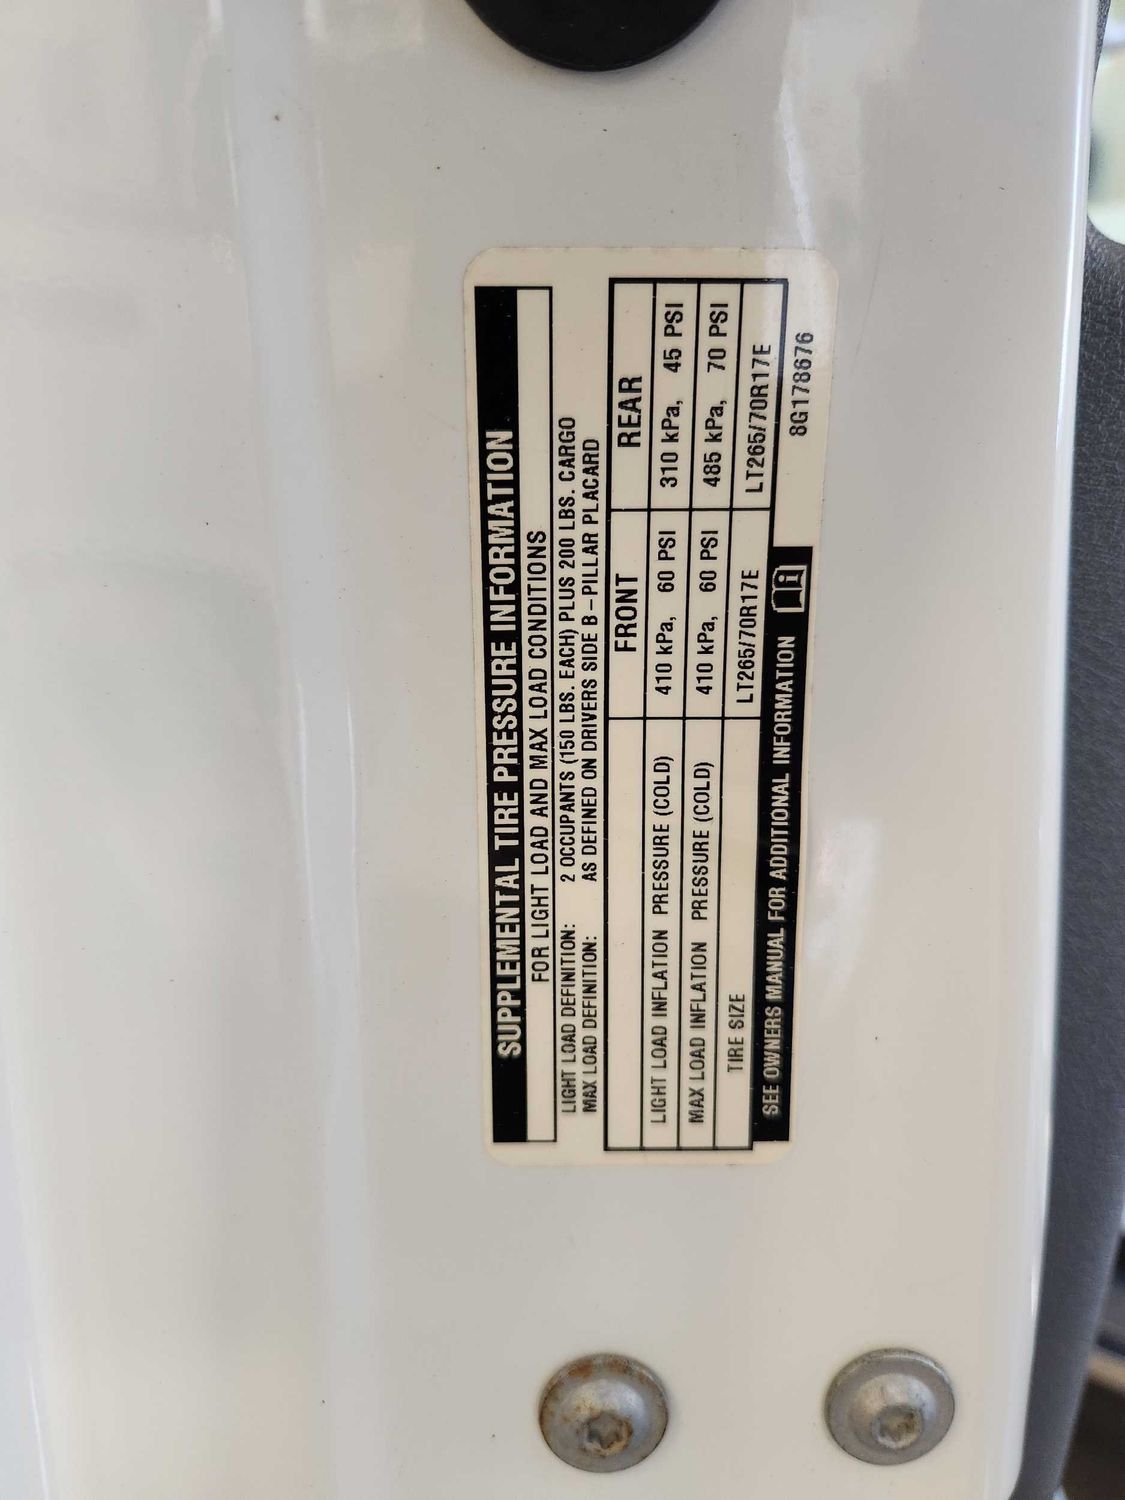 SUPPLEMENTAL TIRE PRESSURE INFORMATION
FOR LIGHT LOAD AND MAX LOAD CONDITIONS
LIGHT LOAD DEFINITION: 2 OCCUPANTS (150 LBS. EACH) PLUS 200 LBS. CARGO
MAX LOAD DEFINITION: AS DEFINED ON DRIVERS SIDE B-PILLAR PLACARD
FRONT REAR
LIGHT LOAD INFLATION PRESSURE (COLD) 410 kPa, 60 PSI 310 kPa, 45 PSI
MAX LOAD INFLATION PRESSURE (COLD) 410 kPa, 60 PSI 485 kPa, 70 PSI
TIRE SIZE LT265/70R17E LT265/70R17E
SEE OWNERS MANUAL FOR ADDITIONAL INFORMATION 8G178676